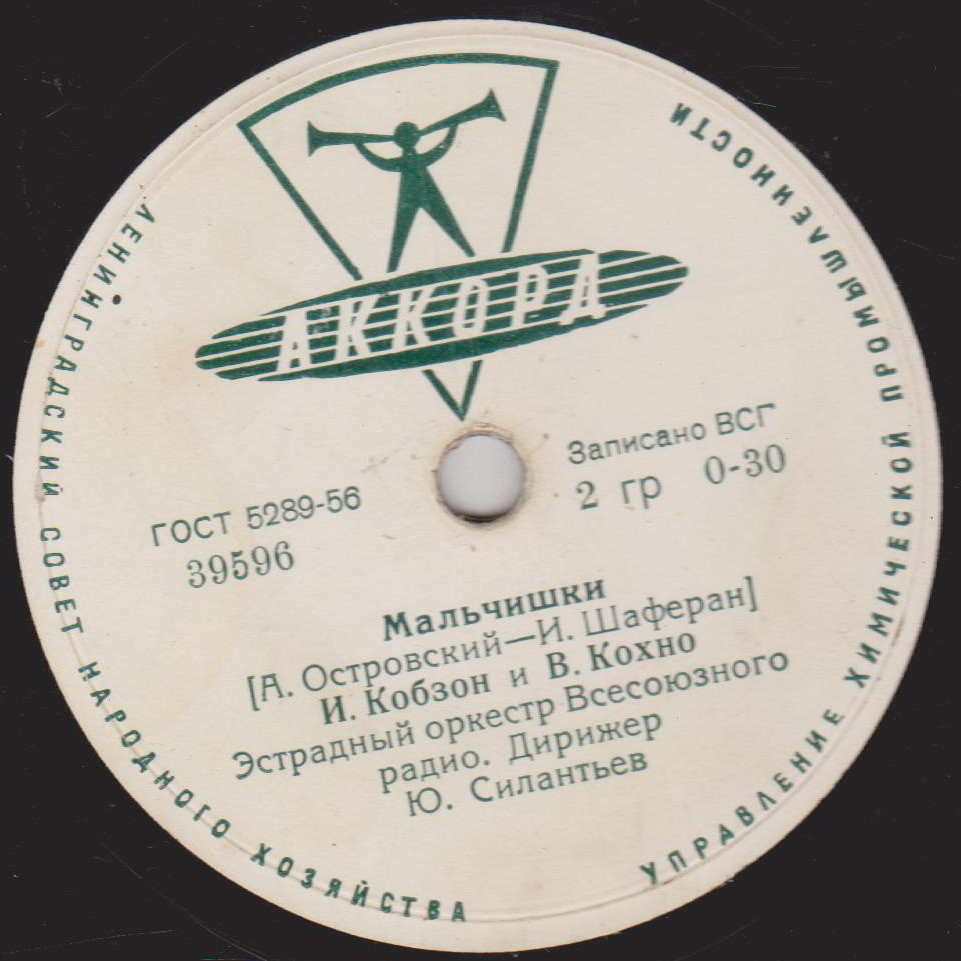 АККОРД
ЛЕНИНГРАДСКИЙ СОВЕТ НАРОДНОГО ХОЗЯЙСТВА
УПРАВЛЕНИЕ ХИМИЧЕСКОЙ ПРОМЫШЛЕННОСТИ
ГОСТ 5289-56
39596
Записано ВСГ
2 гр 0-30
Мальчишки
[А. Островский—И. Шаферан]
И. Кобзон и В. Кохно
Эстрадный оркестр Всесоюзного
радио. Дирижер
Ю. Силантьев